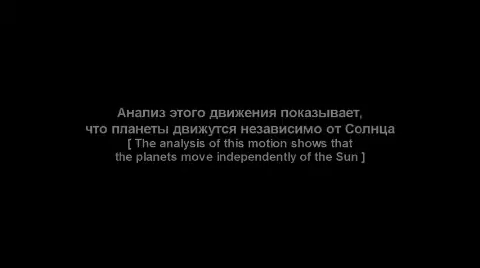 Анализ этого движения показывает,
что планеты движутся независимо от Солнца
[ The analysis of this motion shows that
the planets move independently of the Sun ]